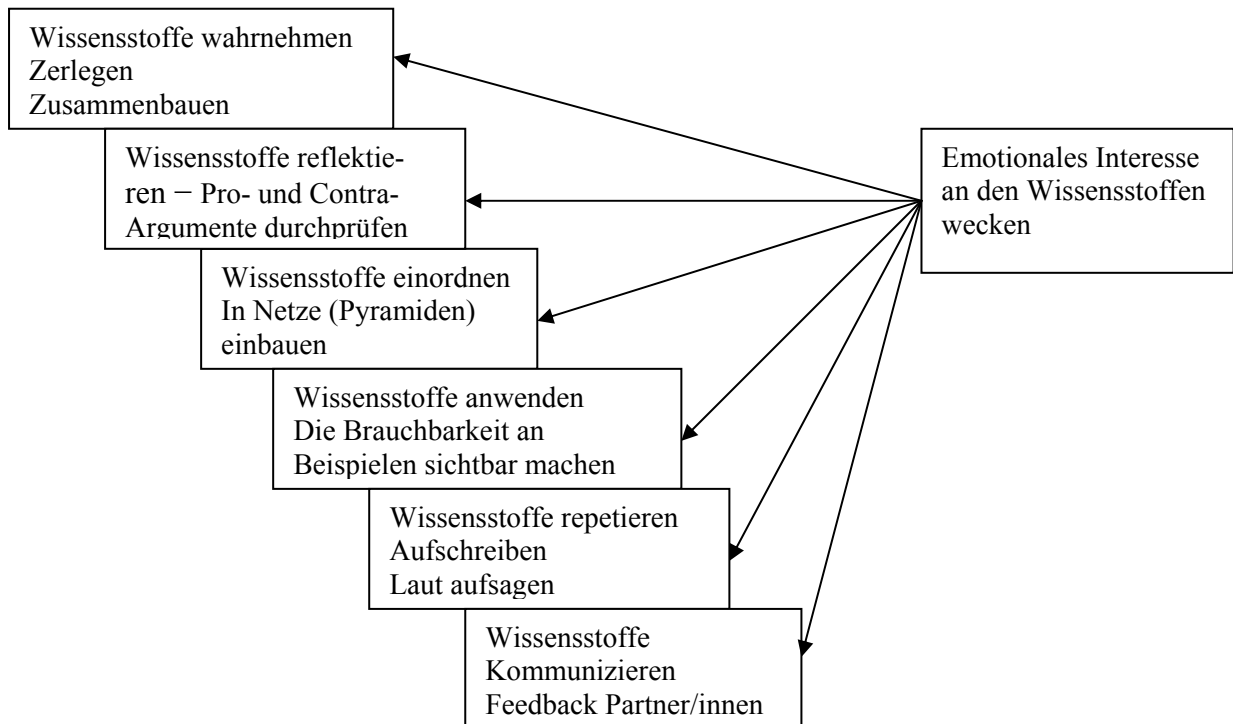 Wissensstoffe wahrnehmen
Zerlegen
Zusammenbauen
Wissensstoffe reflektie-
ren – Pro- und Contra-
Argumente durchprüfen
Emotionales Interesse
an den Wissensstoffen
wecken
Wissensstoffe einordnen
In Netze (Pyramiden)
einbauen
Wissensstoffe anwenden
Die Brauchbarkeit an
Beispielen sichtbar machen
Wissensstoffe repetieren
Aufschreiben
Laut aufsagen
Wissensstoffe
Kommunizieren
Feedback Partner/innen